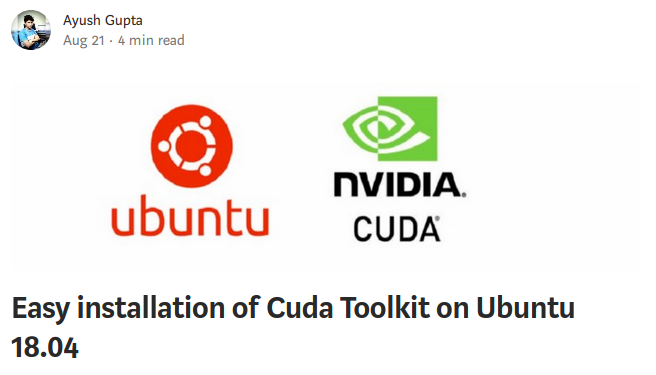 Ayush Gupta
Aug 21 · 4 min read
ubuntu
NVIDIA.
CUDA®
Easy installation of Cuda Toolkit on Ubuntu
18.04